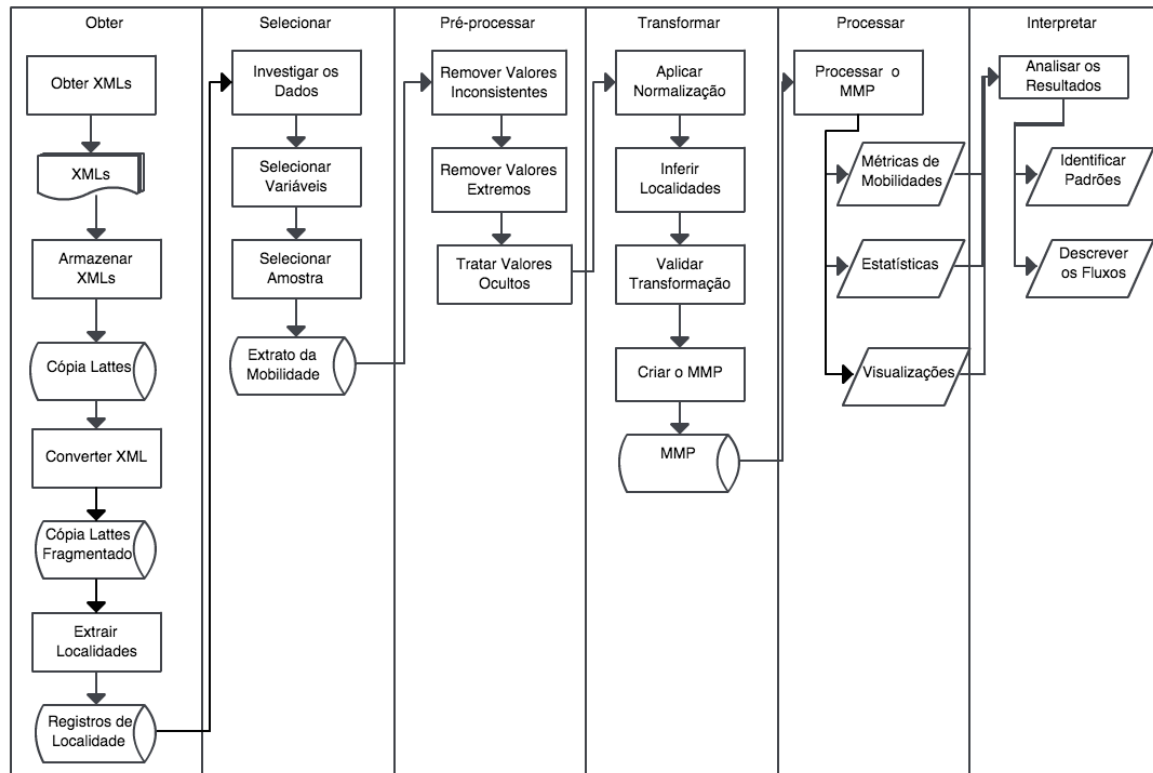 Obter
Selecionar
Pré-processar
Transformar
Processar
Interpretar
Obter XMLs
XMLs
Armazenar
XMLs
Cópia Lattes
Converter XML
Cópia Lattes
Fragmentado
Extrair
Localidades
Registros de
Localidade
Investigar os
Dados
Selecionar
Variáveis
Selecionar
Amostra
Extrato da
Mobilidade
Remover Valores
Inconsistentes
Remover Valores
Extremos
Tratar Valores
Ocultos
Aplicar
Normalização
Inferir
Localidades
Validar
Transformação
Criar o MMP
MMP
Processar o
MMP
Métricas de
Mobilidades
Estatísticas
Visualizações
Analisar os
Resultados
Identificar
Padrões
Descrever
os Fluxos